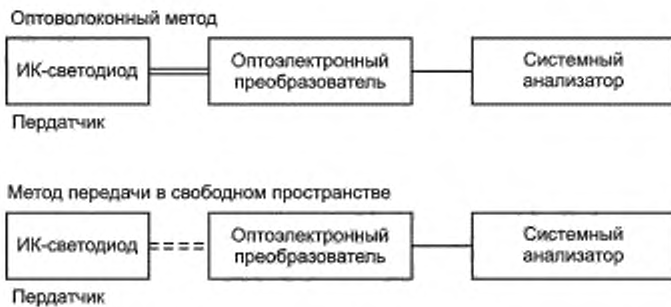 Оптоволоконный метод
ИК-светодиод
Оптоэлектронный
преобразователь
Системный
анализатор
Пердатчик
Метод передачи в свободном пространстве
ИК-светодиод
Оптоэлектронный
преобразователь
Системный
анализатор
Пердатчик